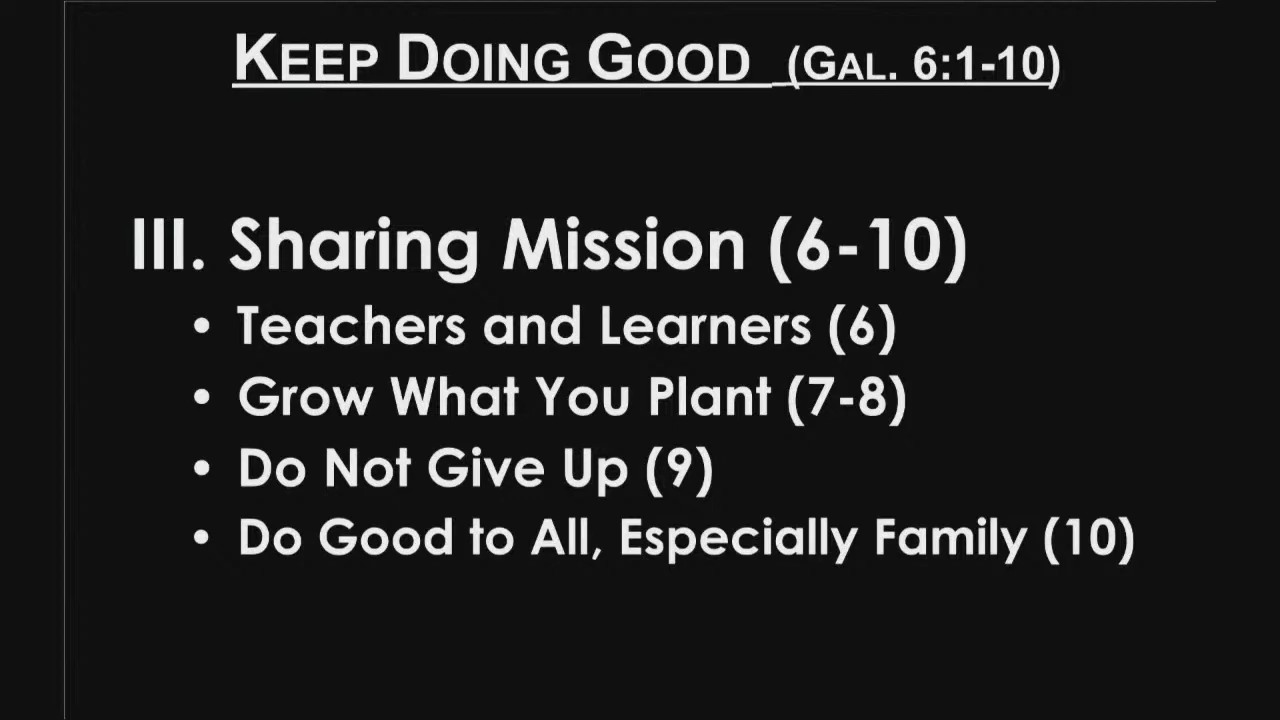 KEEP DOING GOOD (GAL. 6:1-10)
III. Sharing Mission (6-10)
• Teachers and Learners (6)
• Grow What You Plant (7-8)
• Do Not Give Up (9)
• Do Good to All, Especially Family (10)